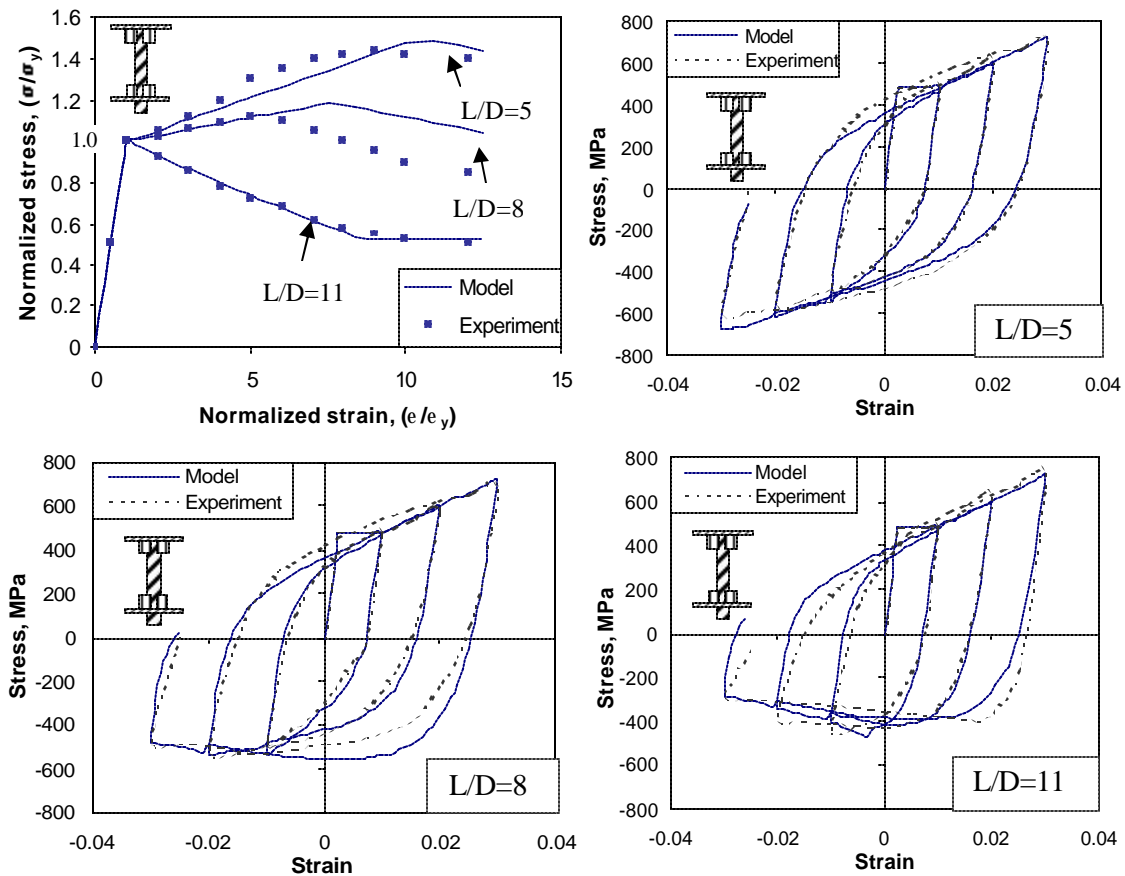 Normalized stress, (σ/σy)
1.6
1.4
1.2
1.0
0.8
0.6
0.4
0.2
0
0 5 10 15
Normalized strain, (e/ey)
L/D=5
L/D=8
L/D=11
Model
Experiment
Stress, MPa
800
600
400
200
0
-200
-400
-600
-800
-0.04 -0.02 0 0.02 0.04
Strain
Model
Experiment
L/D=5
Stress, MPa
800
600
400
200
0
-200
-400
-600
-800
-0.04 -0.02 0 0.02 0.04
Strain
Model
Experiment
L/D=8
Stress, MPa
800
600
400
200
0
-200
-400
-600
-800
-0.04 -0.02 0 0.02 0.04
Strain
Model
Experiment
L/D=11